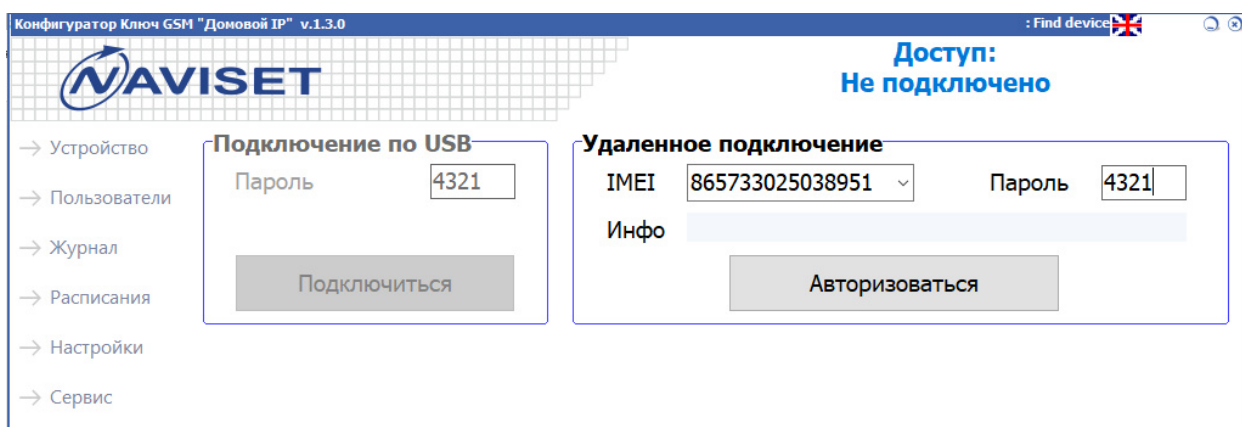 Конфигуратор Ключ GSM "Домовой IP" v.1.3.0
: Find device
NAVISET
Доступ:
Не подключено
Устройство
Пользователи
Журнал
Расписания
Настройки
Сервис
Подключение по USB
Пароль 4321
Подключиться
Удаленное подключение
IMEI 865733025038951 Пароль 4321
Инфо
Авторизоваться